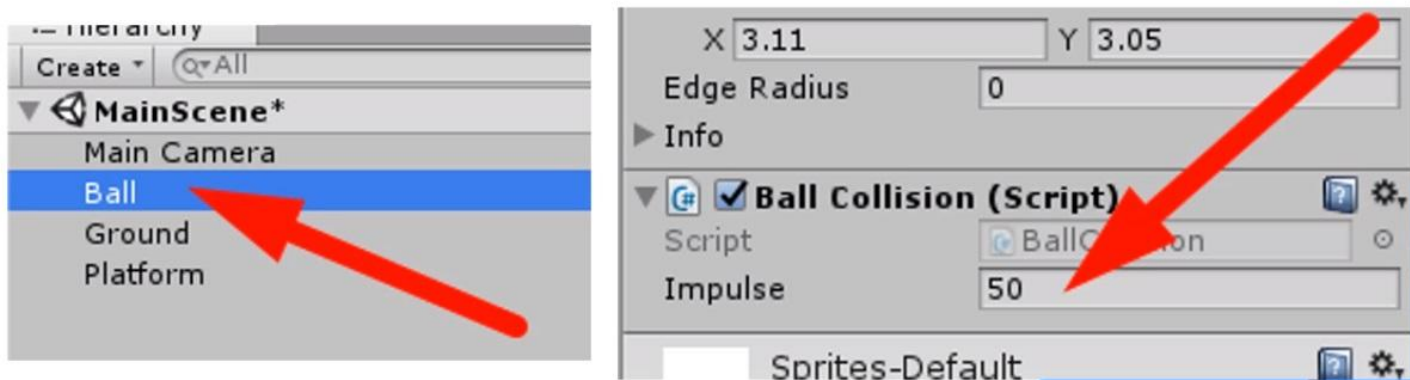 Hierarchy
Create All
MainScene*
Main Camera
Ball
Ground
Platform
X 3.11 Y 3.05
Edge Radius 0
Info
Ball Collision (Script)
Script
Impulse 50
Sprites-Default